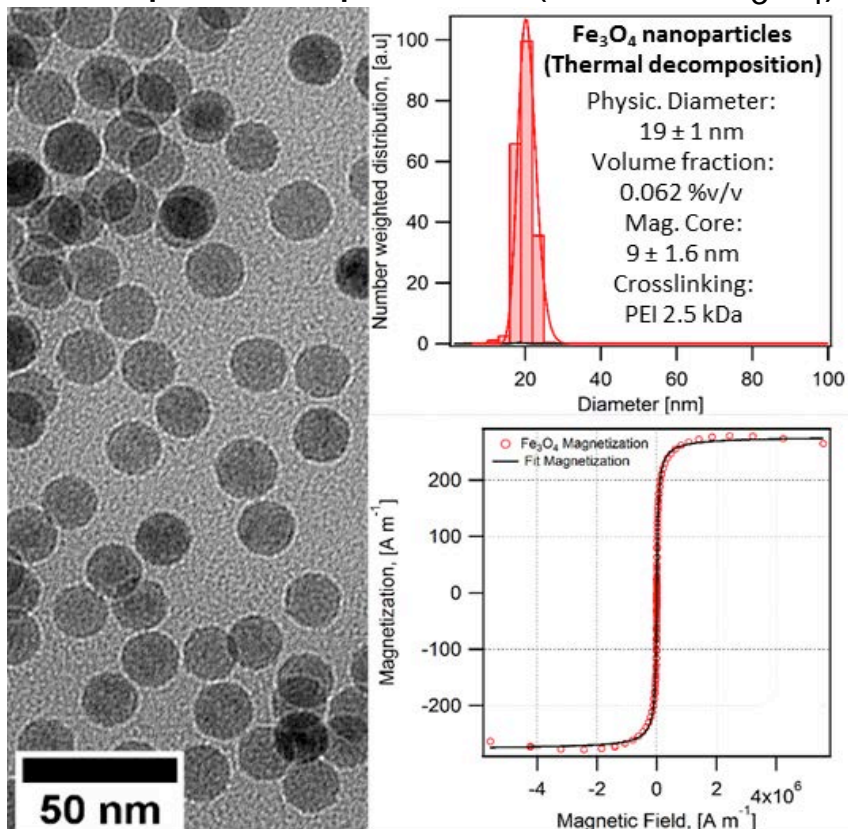 Number weighted distribution, [a.u]
100
80
60
40
20
0
Fe₃O₄ nanoparticles
(Thermal decomposition)
Physic. Diameter:
19 ± 1 nm
Volume fraction:
0.062 %v/v
Mag. Core:
9 ± 1.6 nm
Crosslinking:
PEI 2.5 kDa
20 40 60 80 100
Diameter [nm]
Magnetization, [A m⁻¹]
200
100
0
-100
-200
Fe₃O₄ Magnetization
Fit Magnetization
-4 -2 0 2 4x10⁶
Magnetic Field, [A m⁻¹]
50 nm